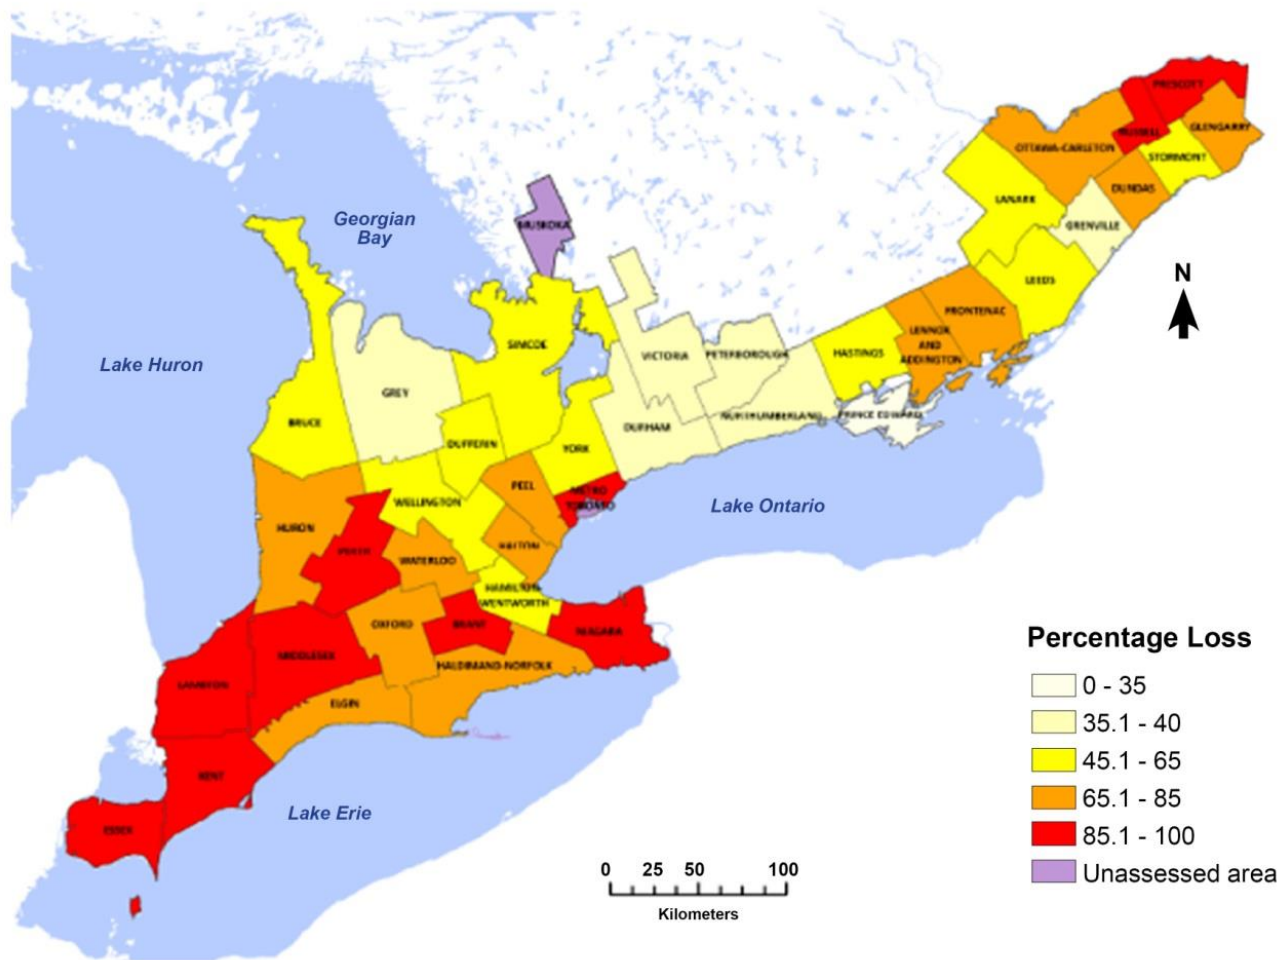 PRESCOTT
RUSSELL
GLENGARRY
OTTAWA-CARLETON
STORMONT
DUNDAS
LANARK
GRENVILLE
Georgian
Bay
MUSKOKA
N
LEEDS
FRONTENAC
LENNOX
AND
ADDINGTON
SIMCOE
VICTORIA
PETERBOROUGH
HASTINGS
Lake Huron
GREY
BRUCE
DURHAM
NORTHUMBERLAND
PRINCE EDWARD
DUFFERIN
YORK
PEEL
METRO
TORONTO
WELLINGTON
Lake Ontario
HURON
PERTH
WATERLOO
HALTON
HAMILTON-
WENTWORTH
OXFORD
BRANT
NIAGARA
MIDDLESEX
HALDIMAND-NORFOLK
LAMBTON
ELGIN
KENT
Lake Erie
ESSEX
Percentage Loss
0 - 35
35.1 - 40
45.1 - 65
65.1 - 85
85.1 - 100
Unassessed area
0 25 50 100
Kilometers